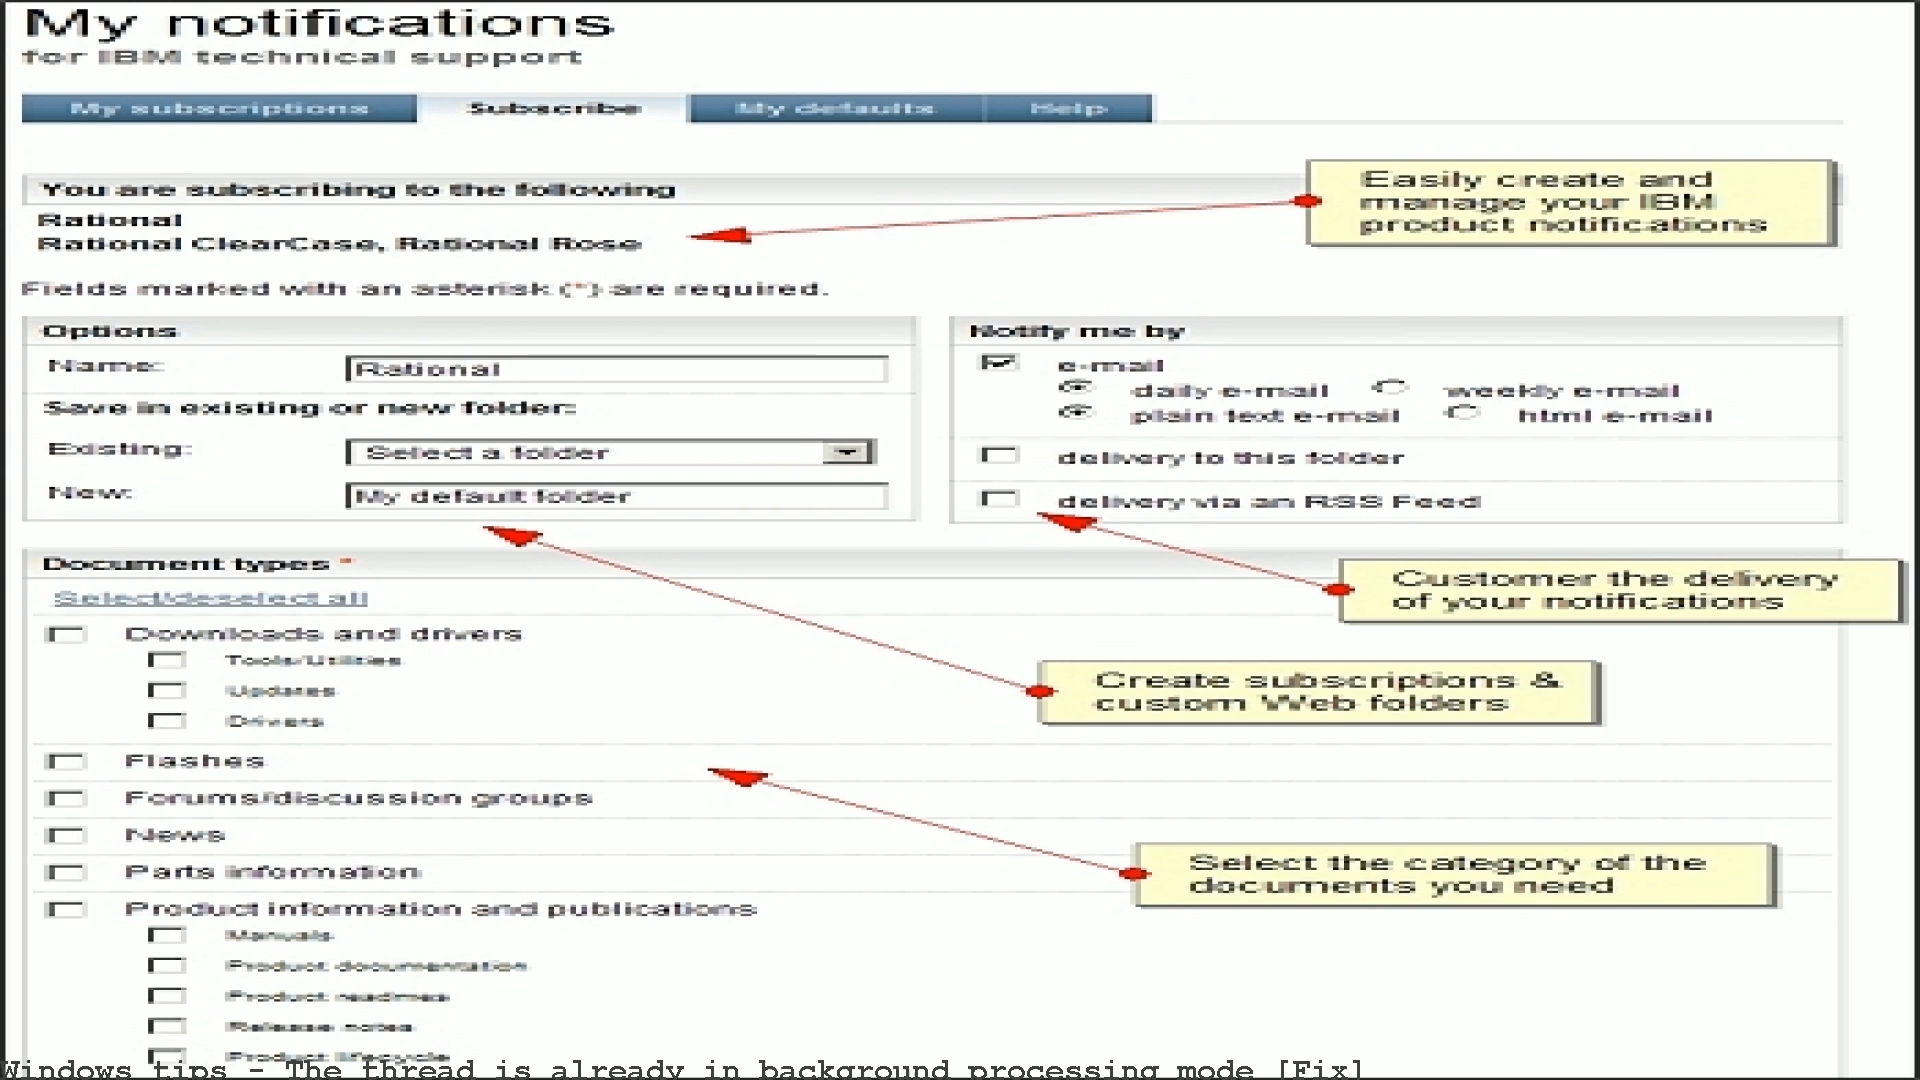 My notifications
for IBM technical support
My subscriptions Subscribe My defaults Help
You are subscribing to the following
Rational
Rational ClearCase, Rational Rose
Easily create and
manage your IBM
product notifications
Fields marked with an asterisk (*) are required.
Options
Name: Rational
Save in existing or new folder:
Existing: Select a folder
New: My default folder
Notify me by
e-mail
daily e-mail weekly e-mail
plain text e-mail html e-mail
delivery to this folder
delivery via an RSS Feed
Customer the delivery
of your notifications
Document types *
Select/deselect all
Downloads and drivers
Tools/Utilities
Updates
Drivers
Create subscriptions &
custom Web folders
Flashes
Forums/discussion groups
News
Parts information
Select the category of the
documents you need
Product information and publications
Manuals
Product documentation
Product readmes
Release notes
Product lifecycle
Windows tips - The thread is already in background processing mode [Fix]